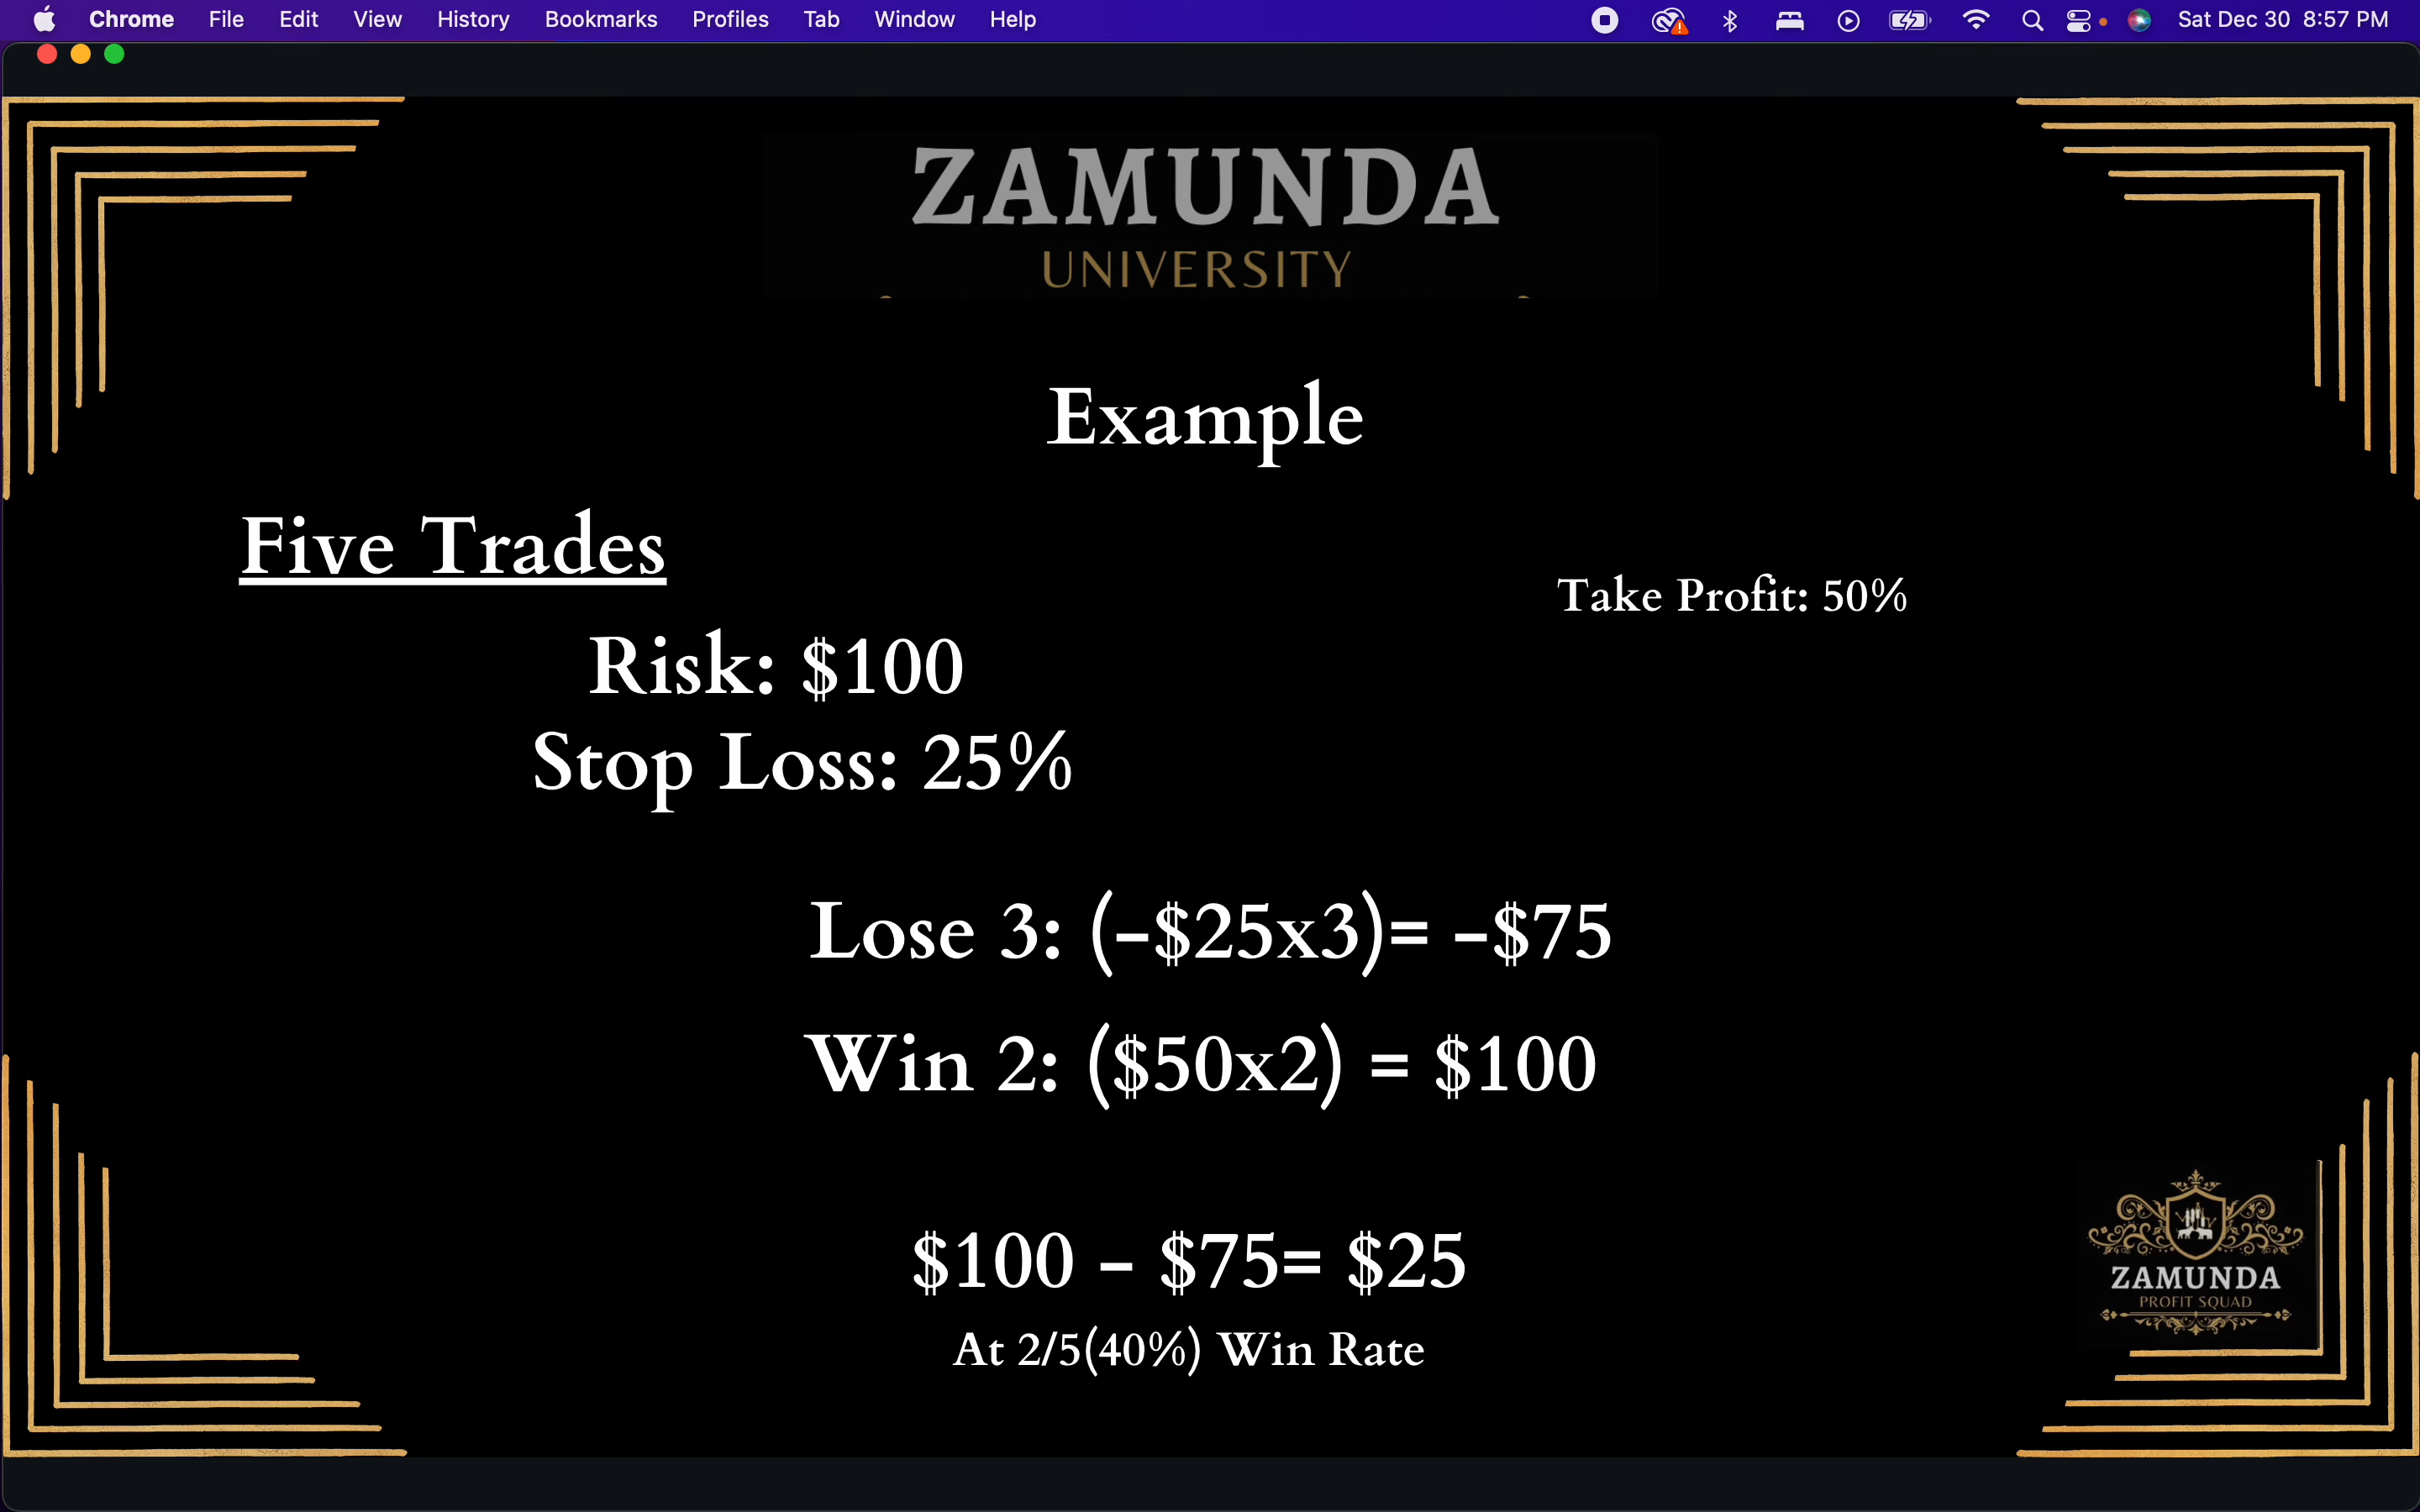 Chrome File Edit View History Bookmarks Profiles Tab Window Help Sat Dec 30 8:57 PM
ZAMUNDA
UNIVERSITY
Example
Five Trades
Take Profit: 50%
Risk: $100
Stop Loss: 25%
Lose 3: (-$25x3)= -$75
Win 2: ($50x2) = $100
$100 - $75= $25
At 2/5(40%) Win Rate
ZAMUNDA
PROFIT SQUAD